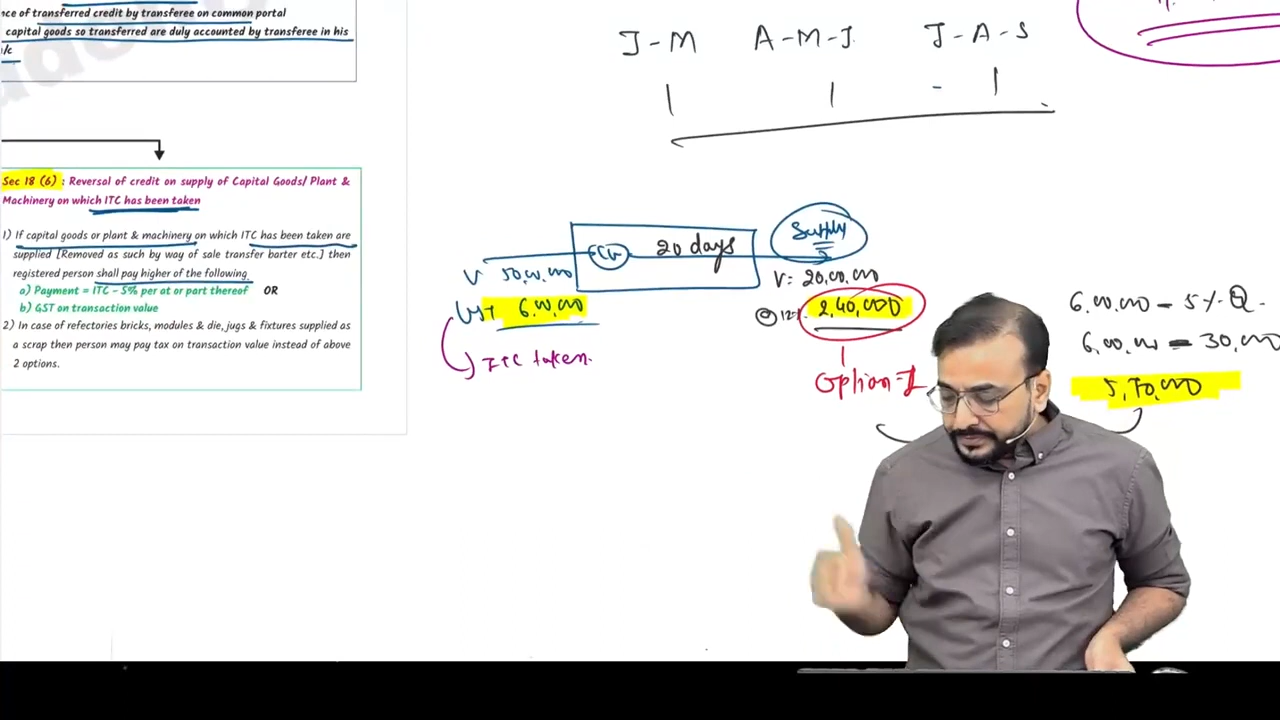 nce of transferred credit by transferee on common portal
capital goods so transferred are duly accounted by transferee in his
/c
J-M A-M-J J-A-S
1 1 - 1
Sec 18 (6) : Reversal of credit on supply of Capital Goods/ Plant &
Machinery on which ITC has been taken
1) If capital goods or plant & machinery on which ITC has been taken are
supplied [Removed as such by way of sale transfer barter etc.] then
registered person shall pay higher of the following
a) Payment = ITC - 5% per at or part thereof OR
b) GST on transaction value
2) In case of refectories bricks, modules & die, jugs & fixtures supplied as
a scrap then person may pay tax on transaction value instead of above
2 options.
CG 20 days Supply
V 50,00,000 V = 20,00,000
GST 6,00,000 @ 12% 2,40,000
ITC taken.
Option-1
6,00,000 - 5% Q.
6,00,000 - 30,000
5,70,000